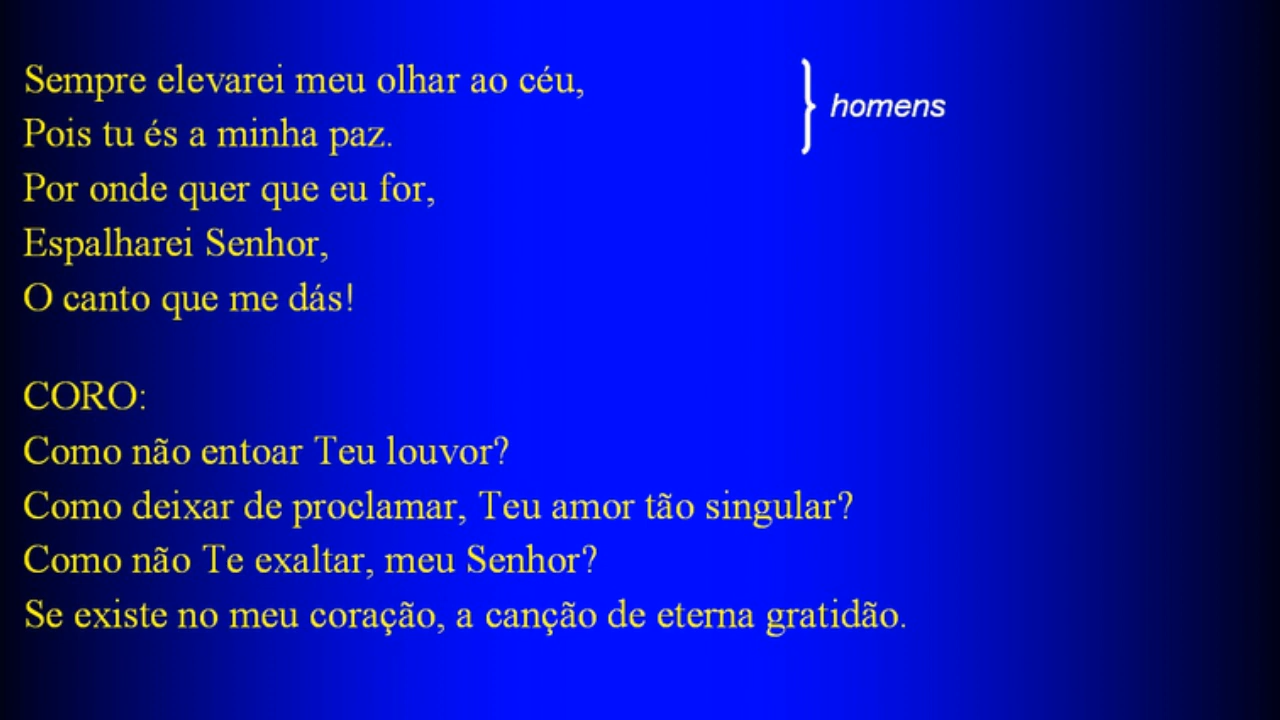 Sempre elevarei meu olhar ao céu,
Pois tu és a minha paz.
homens
Por onde quer que eu for,
Espalharei Senhor,
O canto que me dás!
CORO:
Como não entoar Teu louvor?
Como deixar de proclamar, Teu amor tão singular?
Como não Te exaltar, meu Senhor?
Se existe no meu coração, a canção de eterna gratidão.